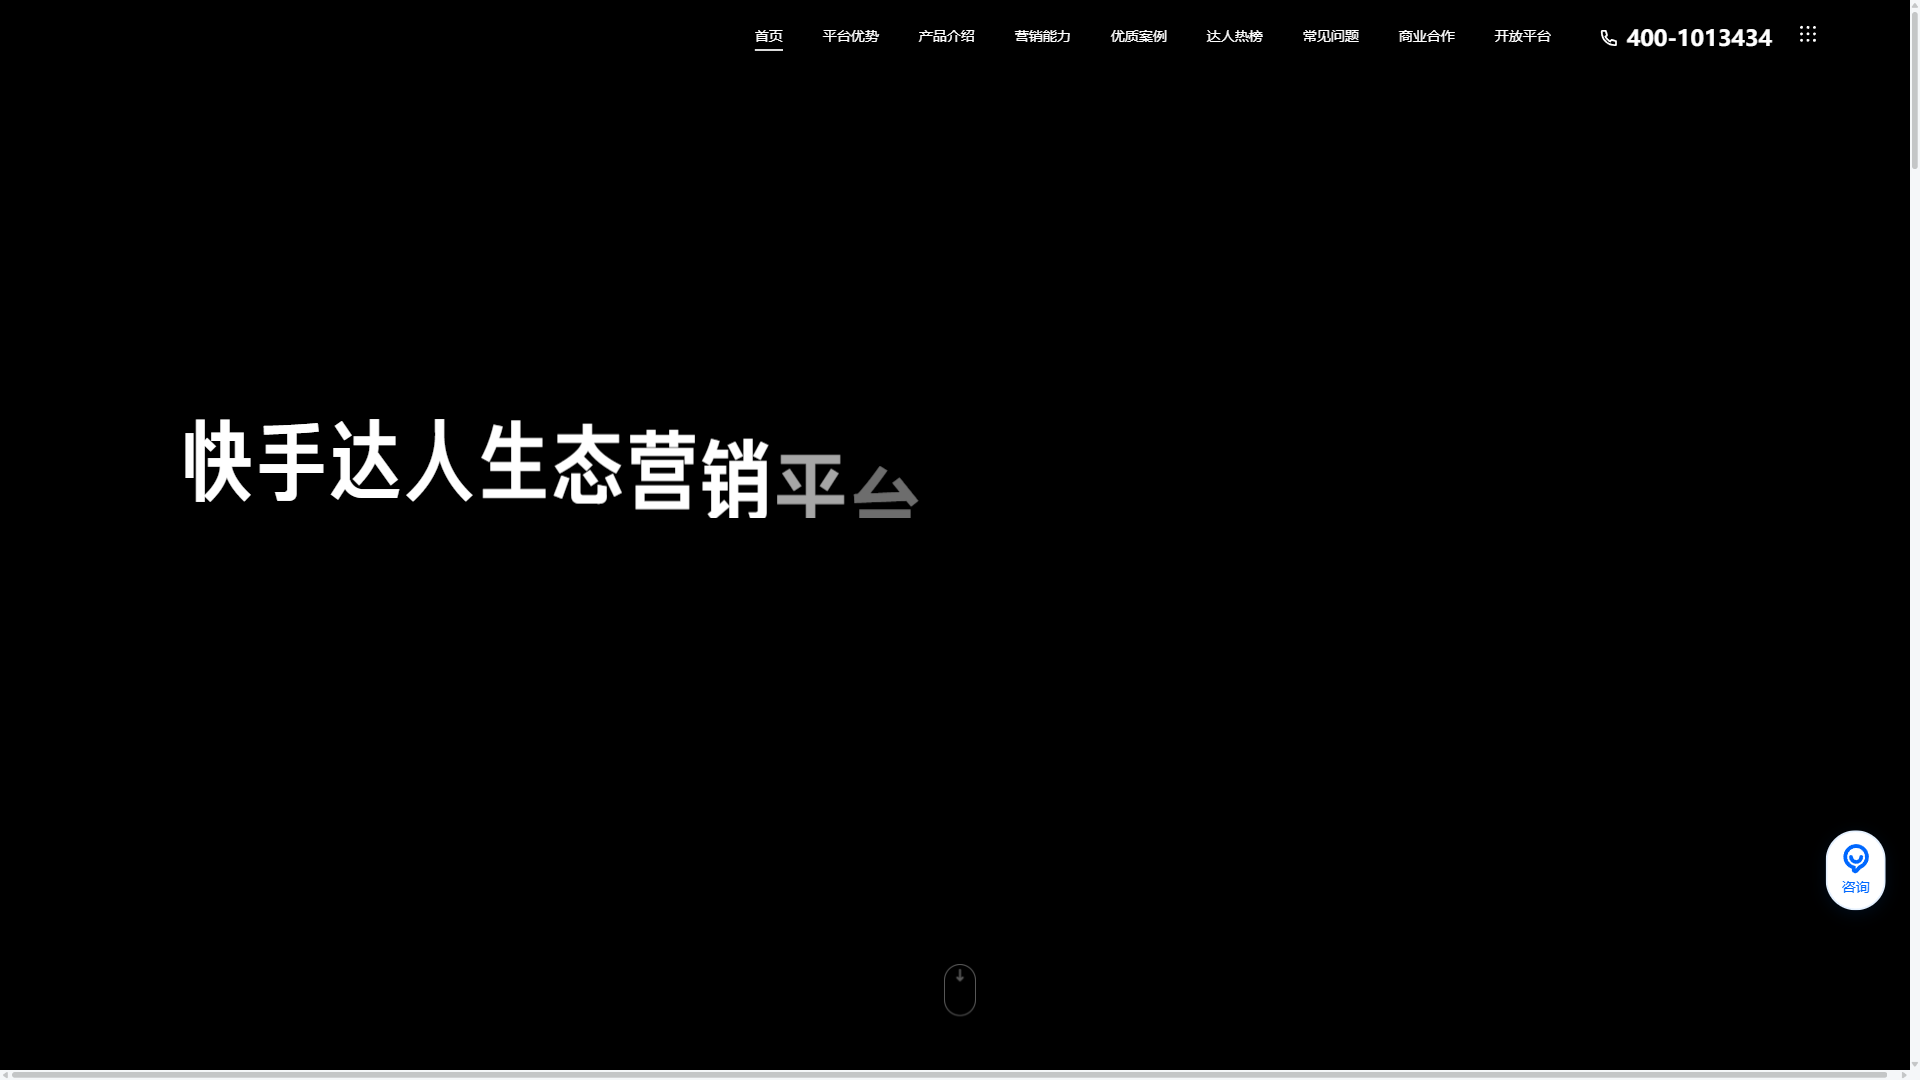 首页 平台优势 产品介绍 营销能力 优质案例 达人热榜 常见问题 商业合作 开放平台 400-1013434
快手达人生态营销平台
咨询